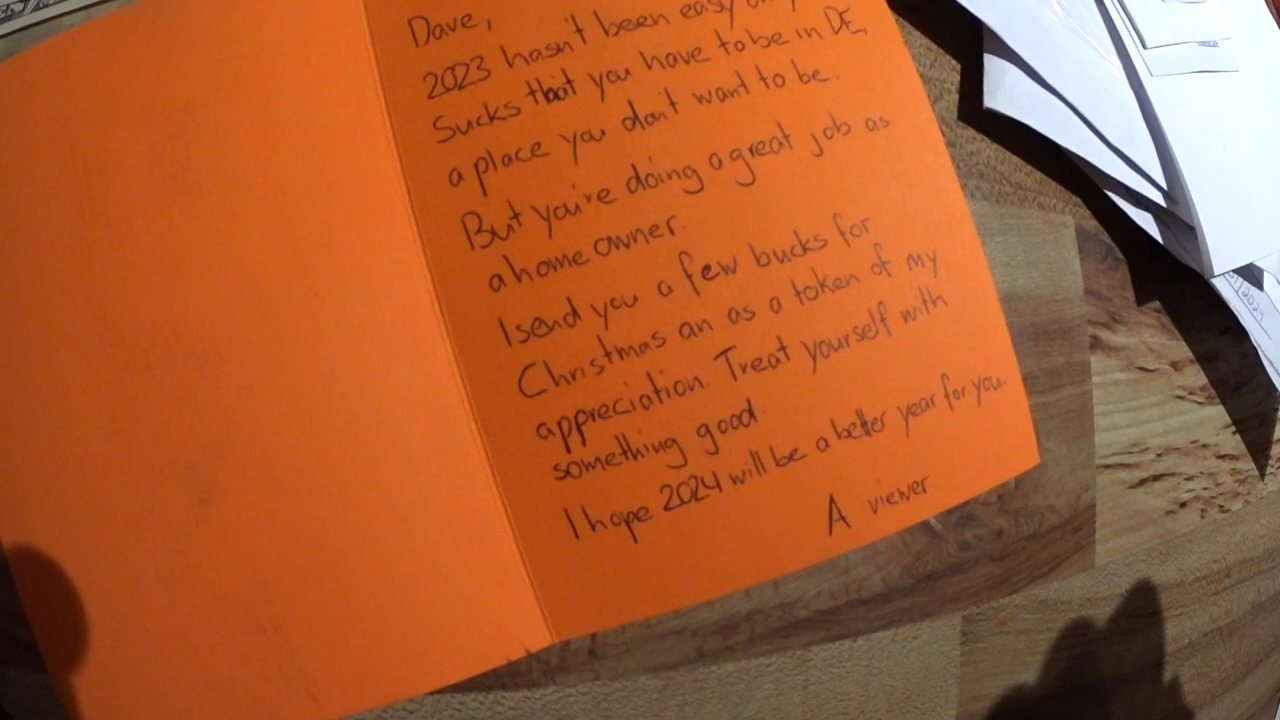 Dave,
2023 hasn't been easy on
Sucks that you have to be in DE,
a place you don't want to be.
But you're doing a great job as
a home owner.
I send you a few bucks for
Christmas an as a token of my
appreciation. Treat yourself with
something good.
I hope 2024 will be a better year for you.
A viewer